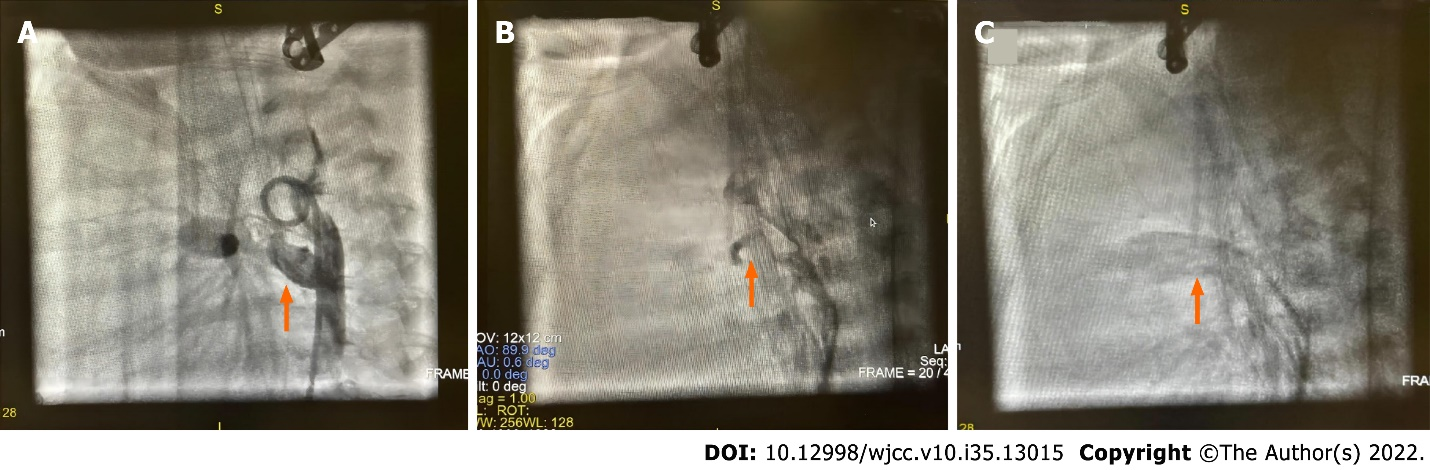 A
S
m
28
FRAME
B
S
OV: 12x12 cm
AO: 89.9 deg
AU: 0.6 deg
0.0 deg
lt: 0 deg
ag = 1.00
L: ROT:
/W: 256WL: 128
LA
Seq:
FRAME = 20 / 4
C
S
m
28
FRA
DOI: 10.12998/wjcc.v10.i35.13015 Copyright ©The Author(s) 2022.